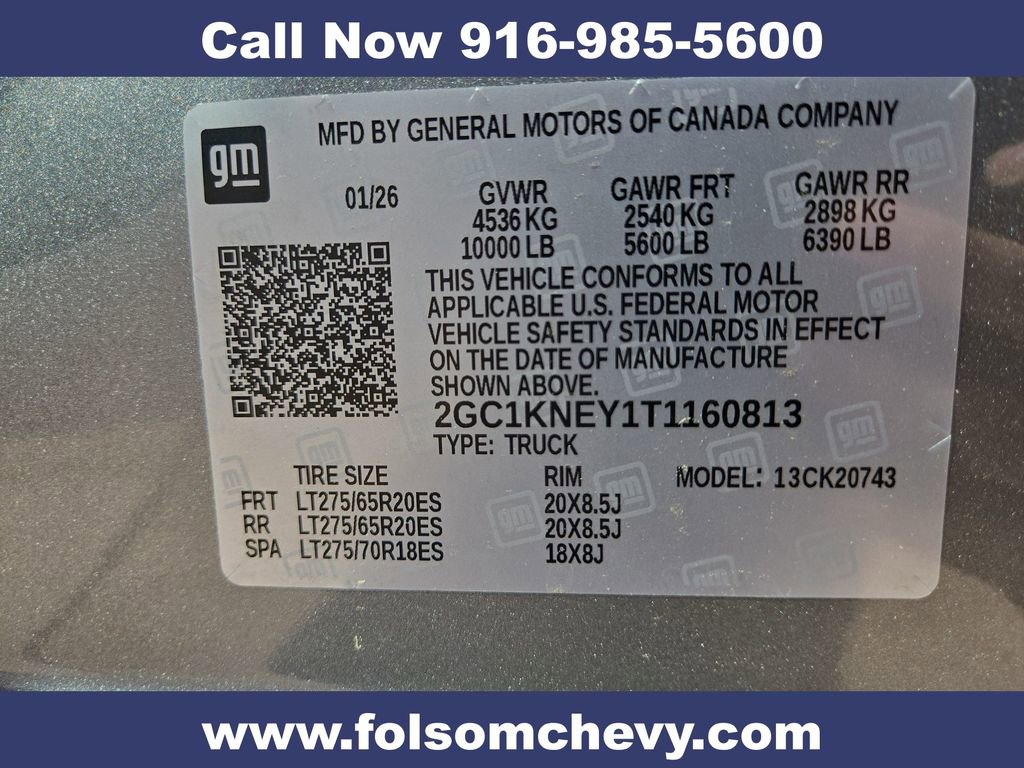 Call Now 916-985-5600
MFD BY GENERAL MOTORS OF CANADA COMPANY
gm
01/26
GVWR GAWR FRT GAWR RR
4536 KG 2540 KG 2898 KG
10000 LB 5600 LB 6390 LB
THIS VEHICLE CONFORMS TO ALL
APPLICABLE U.S. FEDERAL MOTOR
VEHICLE SAFETY STANDARDS IN EFFECT
ON THE DATE OF MANUFACTURE
SHOWN ABOVE.
2GC1KNEY1T1160813
TYPE: TRUCK
TIRE SIZE RIM MODEL: 13CK20743
FRT LT275/65R20ES 20X8.5J
RR LT275/65R20ES 20X8.5J
SPA LT275/70R18ES 18X8J
www.folsomchevy.com